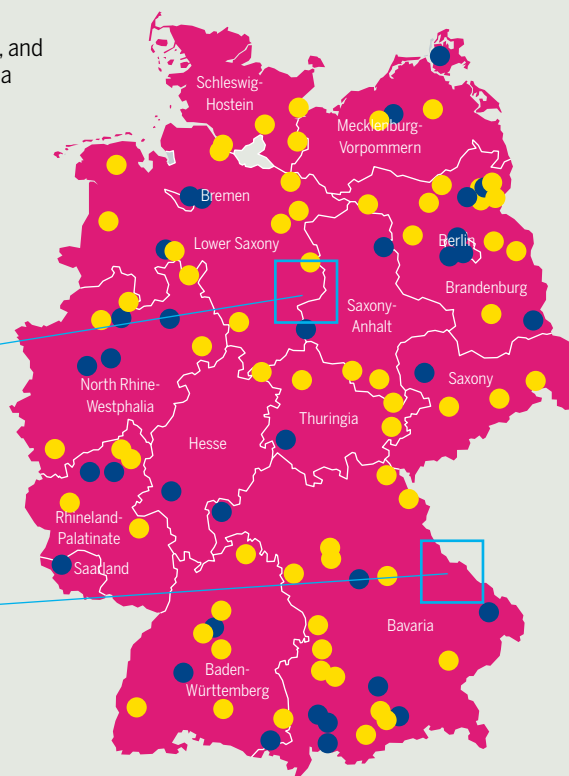 , and
a
Schleswig-
Hostein
Mecklenburg-
Vorpommern
Bremen
Lower Saxony
Berlin
Brandenburg
Saxony-
Anhalt
North Rhine-
Westphalia
Saxony
Thuringia
Hesse
Rhineland-
Palatinate
Saarland
Bavaria
Baden-
Württemberg